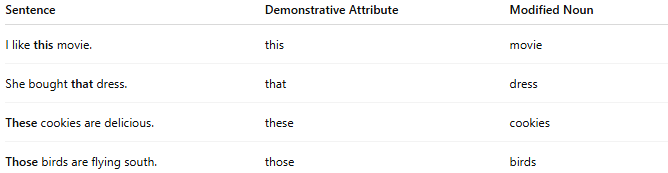 Sentence Demonstrative Attribute Modified Noun
I like this movie. this movie
She bought that dress. that dress
These cookies are delicious. these cookies
Those birds are flying south. those birds